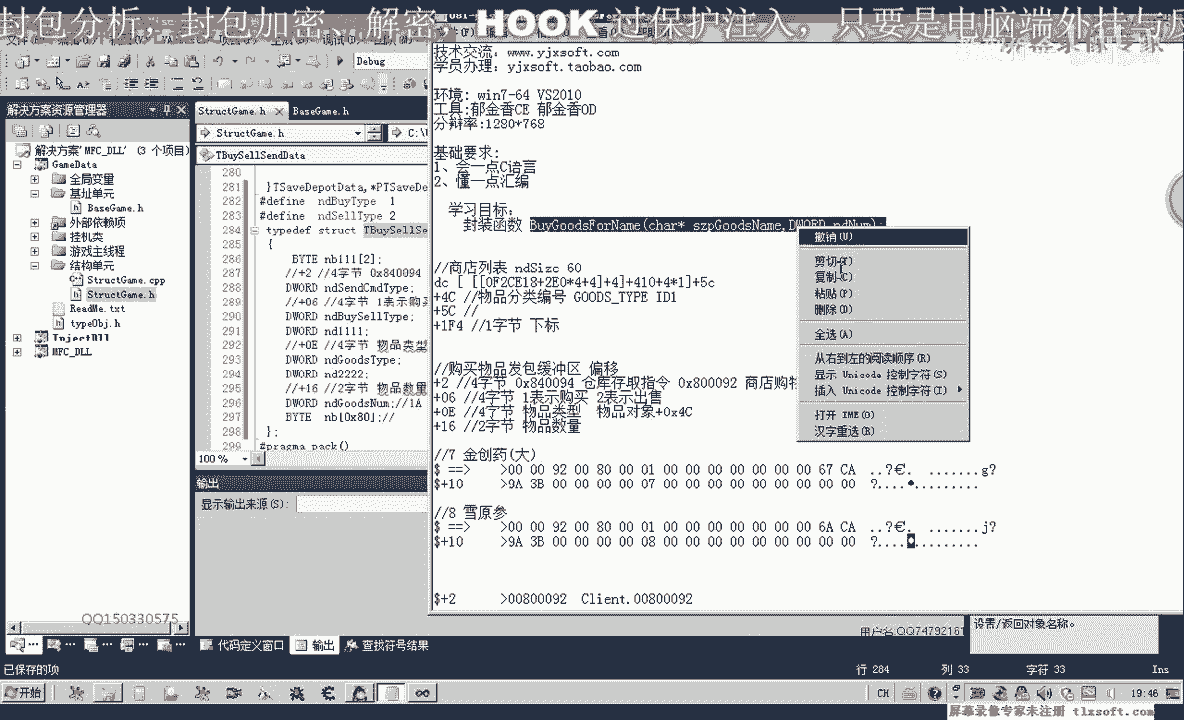 封包分析，封包加密、解密，HOOK 过保护注入，只要是电脑端外挂与
Debug
技术交流：www.yjxsoft.com
学员办理：yjxsoft.taobao.com
环境: win7-64 VS2010
工具:郁金香CE 郁金香OD
分辩率:1280*768
基础要求:
1、会一点C语言
2、懂一点汇编
学习目标:
封装函数 BuyGoodsForName(char* szpGoodsName,DWORD ndNum);
//商店列表 ndSize 60
dc [ [[0F2CE18+2E0*4+4]+4]+410+4*1]+5c
+4C //物品分类编号 GOODS_TYPE ID1
+5C //
+1F4 //1字节 下标
//购买物品发包缓冲区 偏移
+2 //4字节 0x840094 仓库存取指令 0x800092 商店购物
+06 //4字节 1表示购买 2表示出售
+0E //4字节 物品类型  物品对象+0x4C
+16 //2字节 物品数量
//7 金创药(大)
$ ==>    >00 00 92 00 80 00 01 00 00 00 00 00 00 00 67 CA  ..?€'. .......g?
$+10     >9A 3B 00 00 00 00 07 00 00 00 00 00 00 00 00 00  ?....•.........
//8 雪原参
$ ==>    >00 00 92 00 80 00 01 00 00 00 00 00 00 00 6A CA  ..?€'. .......j?
$+10     >9A 3B 00 00 00 00 08 00 00 00 00 00 00 00 00 00  ?....◘.........
$+2      >00800092  Client.00800092
撤销(U)
剪切(T)
复制(C)
粘贴(P)
删除(D)
全选(A)
从右到左的阅读顺序(R)
显示 Unicode 控制字符(S)
插入 Unicode 控制字符(I)
打开 IME(O)
汉字重选(R)
解决方案资源管理器
解决方案'MFC_DLL' (3 个项目)
GameData
全局变量
基址单元
BaseGame.h
外部依赖项
挂机类
游戏主线程
结构单元
StructGame.cpp
StructGame.h
ReadMe.txt
typeObj.h
InjectDll
MFC_DLL
StructGame.h
BaseGame.h
StructGame.h
TBuySellSendData
280
281 }TSaveDepotData,*PTSaveDe
282 #define  ndBuyType  1
283 #define  ndSellType 2
284 typedef struct TBuySellSe
285 {
286 BYTE nb111[2];
287 //+2 //4字节 0x840094
288 DWORD ndSendCmdType;
289 //+06 //4字节 1表示购买
290 DWORD ndBuySellType;
291 DWORD nd1111;
292 //+0E //4字节 物品类型
293 DWORD ndGoodsType;
294 DWORD nd2222;
295 //+16 //2字节 物品数量
296 DWORD ndGoodsNum;//1A
297 BYTE  nb[0x80];//
298 };
299 #pragma pack()
100 %
输出
显示输出来源(S):
QQ150330575
代码定义窗口
输出
查找符号结果
设置/返回对象名称。
已保存的项
行 284
列 33
字符 33
Ins
开始
CH
19:46
屏幕录像专家未注册 tlxsoft.com